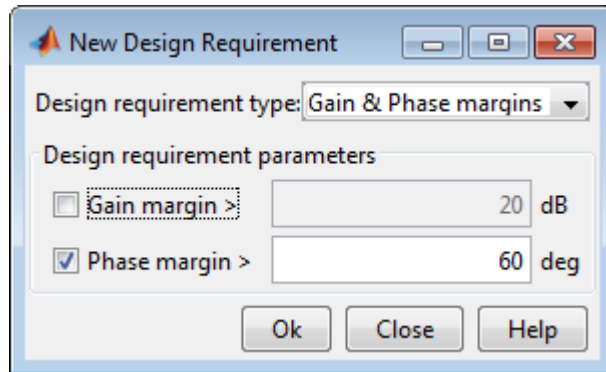 New Design Requirement
Design requirement type: Gain & Phase margins
Design requirement parameters
Gain margin > 20 dB
Phase margin > 60 deg
Ok Close Help